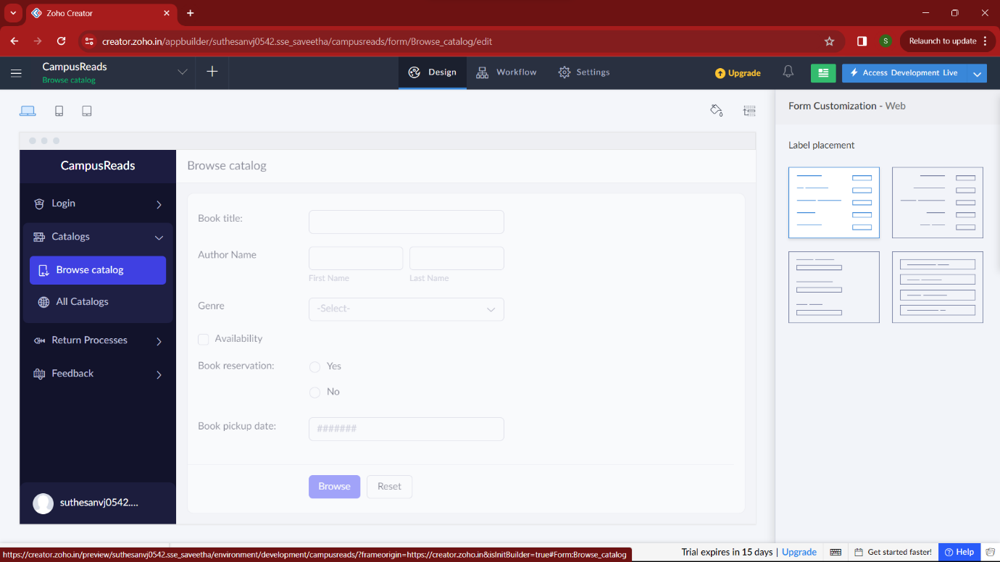 Zoho Creator
creator.zoho.in/appbuilder/suthesanvj0542.sse_saveetha/campusreads/form/Browse_catalog/edit
S
Relaunch to update
CampusReads
Browse catalog
Design
Workflow
Settings
Upgrade
Access Development Live
Form Customization - Web
Label placement
CampusReads
Login
Catalogs
Browse catalog
All Catalogs
Return Processes
Feedback
suthesanvj0542....
Browse catalog
Book title:
Author Name
First Name
Last Name
Genre
-Select-
Availability
Book reservation:
Yes
No
Book pickup date:
#######
Browse
Reset
https://creator.zoho.in/preview/suthesanvj0542.sse_saveetha/environment/development/campusreads/?frameorigin=https://creator.zoho.in&isInitBuilder=true#Form:Browse_catalog
Trial expires in 15 days | Upgrade
Get started faster!
Help